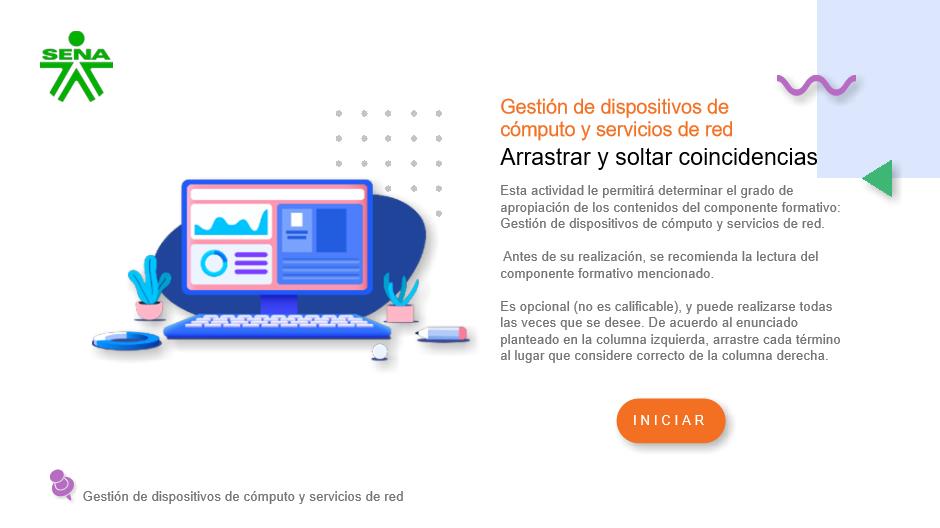 SENA
Gestión de dispositivos de
cómputo y servicios de red
Arrastrar y soltar coincidencias
Esta actividad le permitirá determinar el grado de
apropiación de los contenidos del componente formativo:
Gestión de dispositivos de cómputo y servicios de red.
Antes de su realización, se recomienda la lectura del
componente formativo mencionado.
Es opcional (no es calificable), y puede realizarse todas
las veces que se desee. De acuerdo al enunciado
planteado en la columna izquierda, arrastre cada término
al lugar que considere correcto de la columna derecha.
INICIAR
Gestión de dispositivos de cómputo y servicios de red